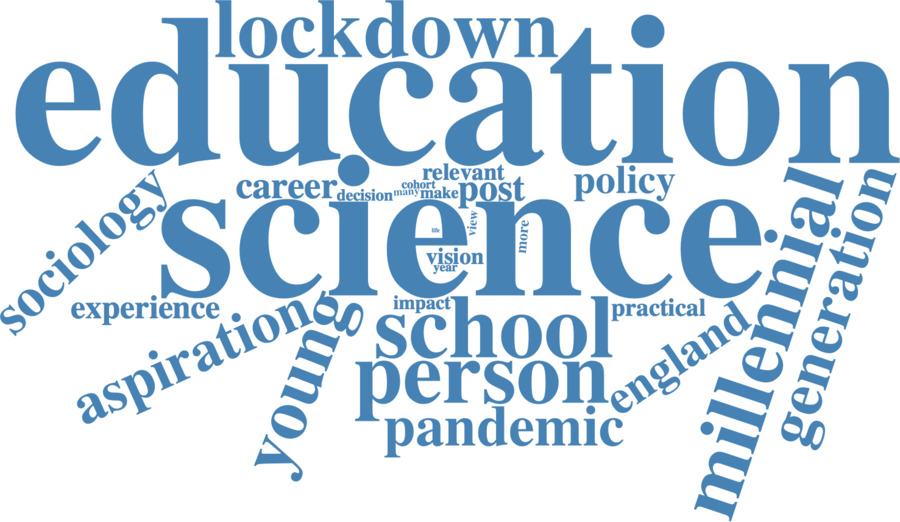 lockdown
education
relevant
career
decision
cohort
many
make
post
policy
sociology
science
life
view
more
vision
year
millennial
generation
experience
impact
practical
aspiration
young
school
person
england
pandemic